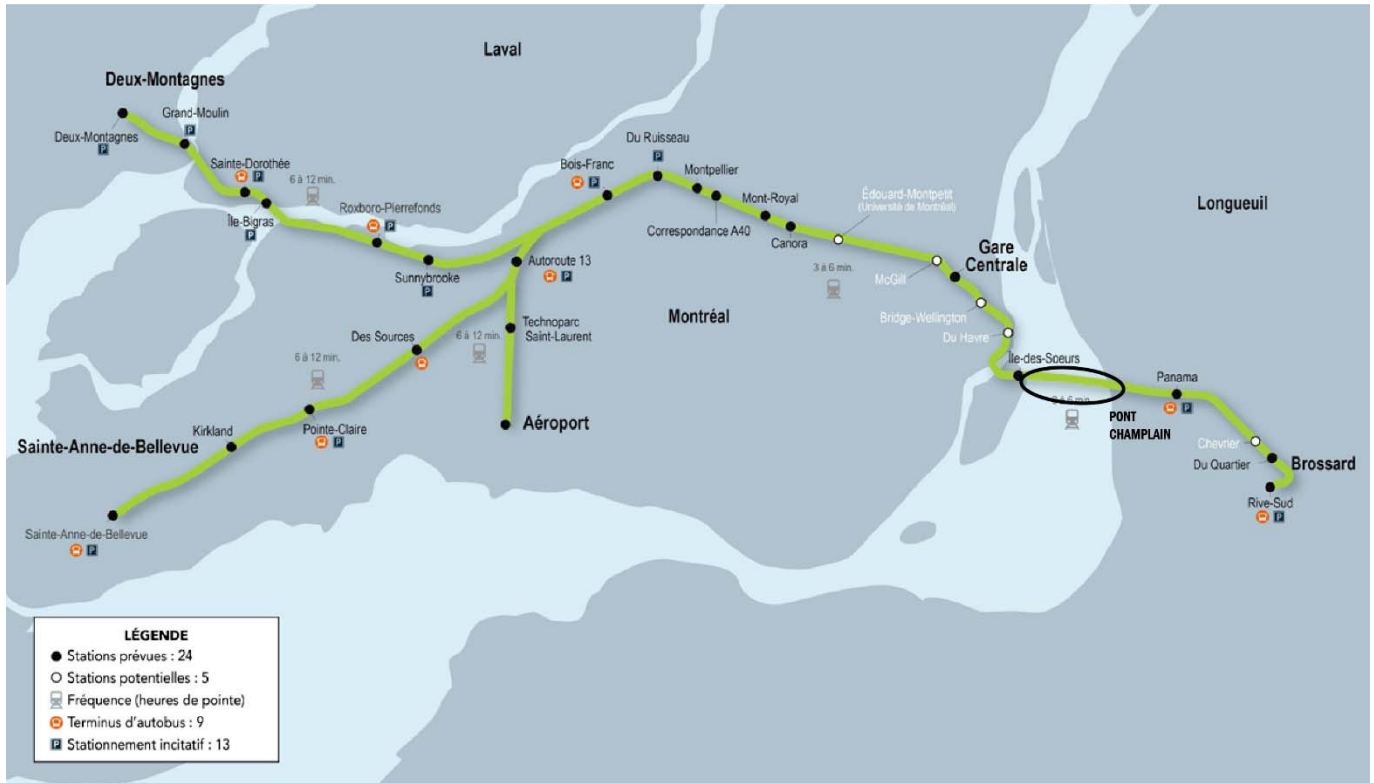 Laval
Deux-Montagnes
Grand-Moulin
Deux-Montagnes
P
P
Sainte-Dorothée
P
6 à 12 min.
Île-Bigras
P
Roxboro-Pierrefonds
P
Sunnybrooke
P
Bois-Franc
P
Du Ruisseau
P
Montpellier
Correspondance A40
Mont-Royal
Canora
Édouard-Montpetit
(Université de Montréal)
3 à 6 min.
McGill
Gare
Centrale
Longueuil
Autoroute 13
P
Technoparc
Saint-Laurent
6 à 12 min.
Aéroport
Montréal
Bridge-Wellington
Du Havre
Île-des-Soeurs
à 6 min.
PONT
CHAMPLAIN
Panama
P
Chevrier
Du Quartier
Brossard
Rive-Sud
P
Des Sources
6 à 12 min.
Pointe-Claire
P
Kirkland
Sainte-Anne-de-Bellevue
Sainte-Anne-de-Bellevue
P
LÉGENDE
Stations prévues : 24
Stations potentielles : 5
Fréquence (heures de pointe)
Terminus d'autobus : 9
P Stationnement incitatif : 13